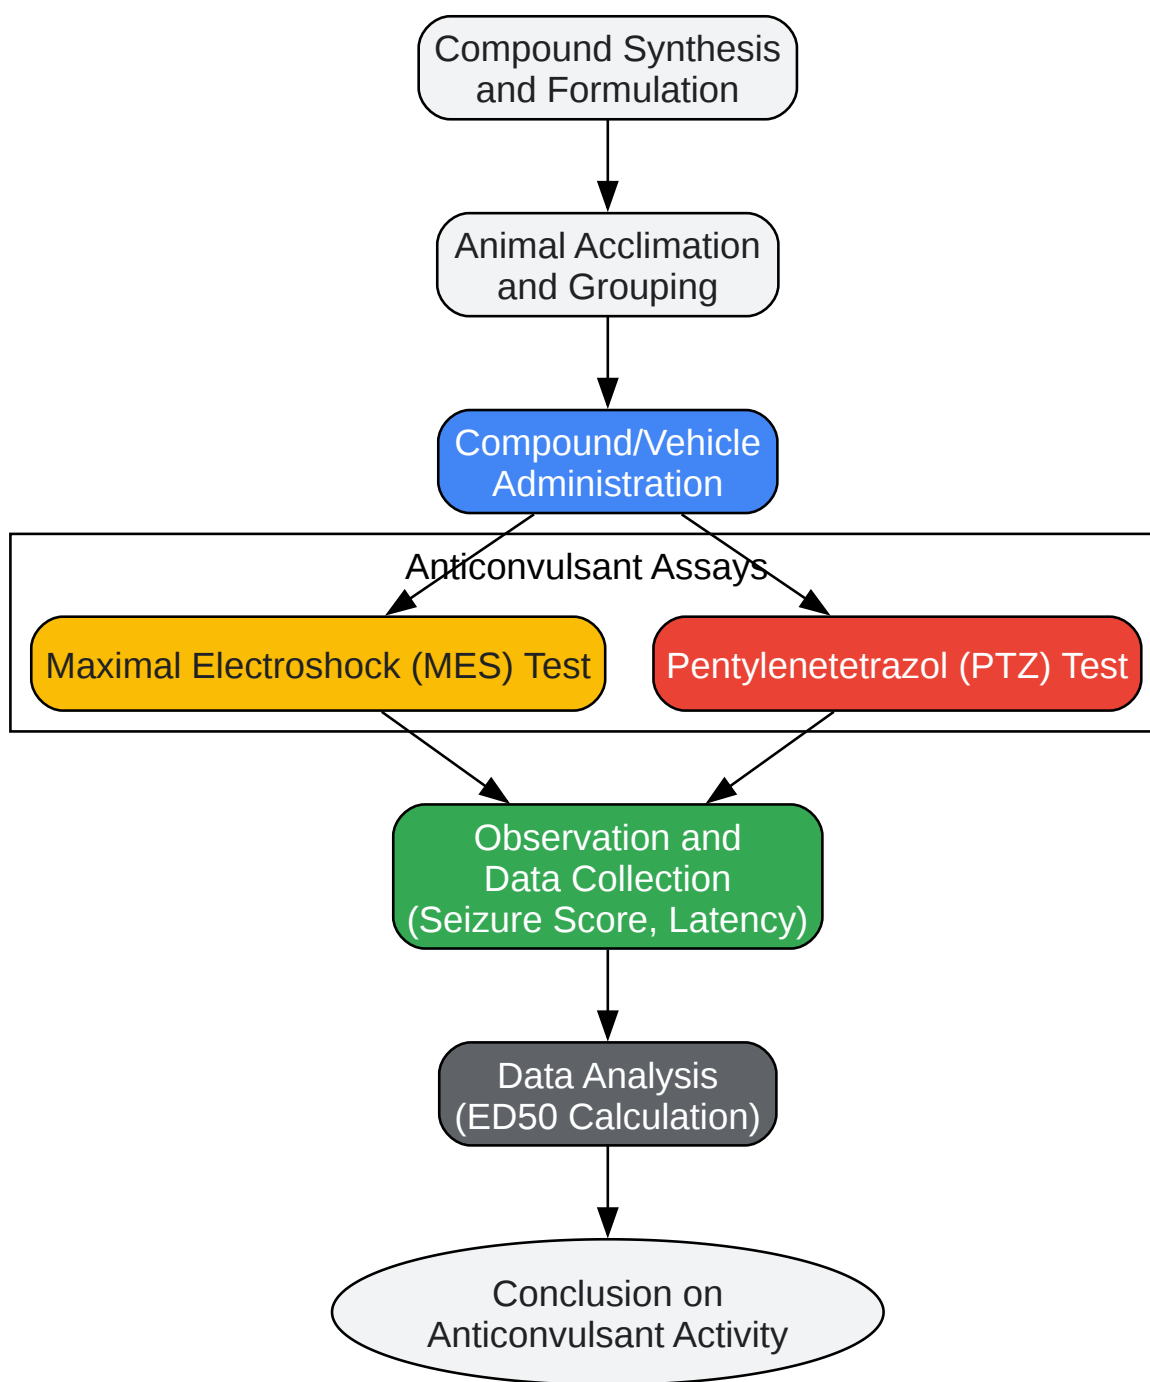 Compound Synthesis
and Formulation
Animal Acclimation
and Grouping
Compound/Vehicle
Administration
Anticonvulsant Assays
Maximal Electroshock (MES) Test
Pentylenetetrazol (PTZ) Test
Observation and
Data Collection
(Seizure Score, Latency)
Data Analysis
(ED50 Calculation)
Conclusion on
Anticonvulsant Activity